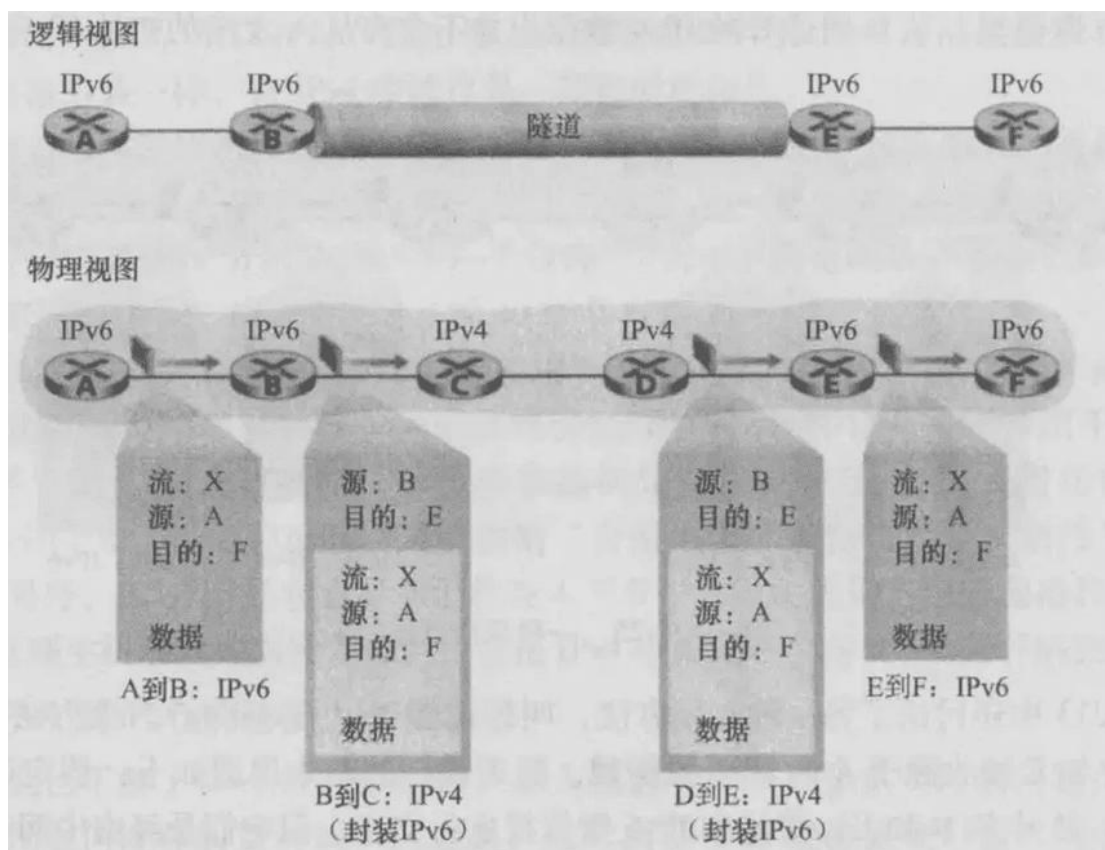 逻辑视图
IPv6 IPv6 IPv6 IPv6
A B 隧道 E F
物理视图
IPv6 IPv6 IPv4 IPv4 IPv6 IPv6
A B C D E F
流：X
源：A
目的：F
数据
A到B：IPv6
源：B
目的：E
流：X
源：A
目的：F
数据
B到C：IPv4
（封装IPv6）
源：B
目的：E
流：X
源：A
目的：F
数据
D到E：IPv4
（封装IPv6）
流：X
源：A
目的：F
数据
E到F：IPv6